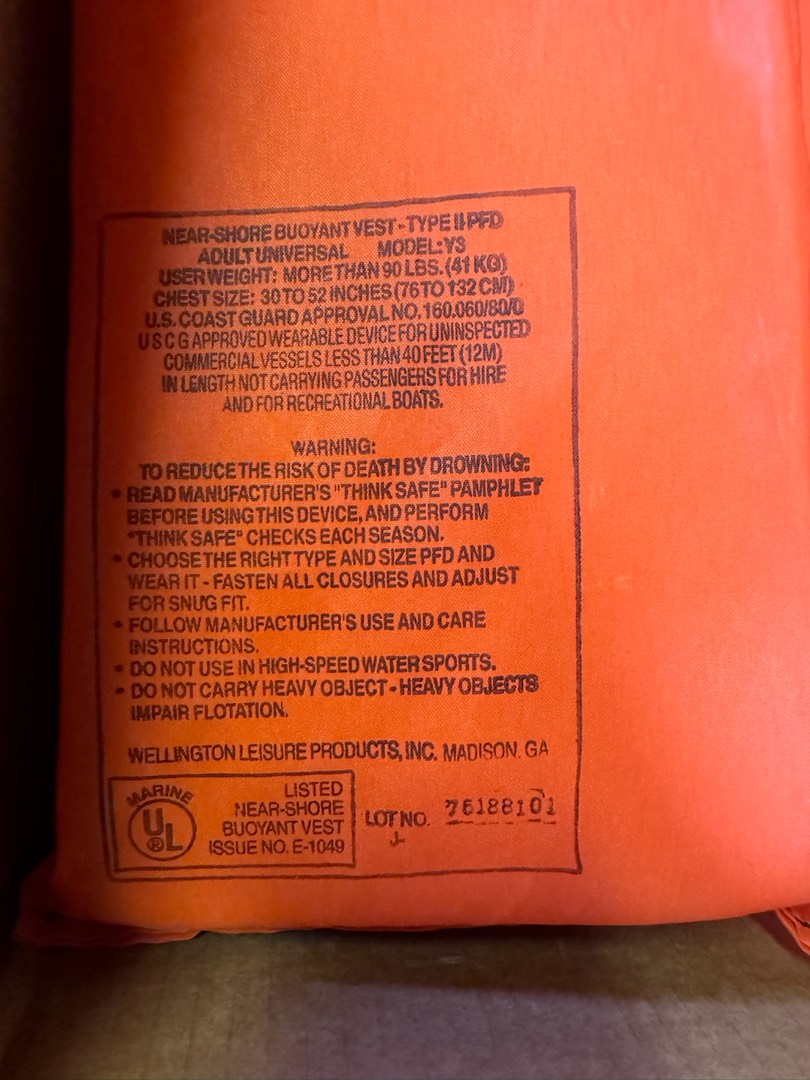 NEAR-SHORE BUOYANT VEST - TYPE II PFD
ADULT UNIVERSAL MODEL: Y3
USER WEIGHT: MORE THAN 90 LBS. (41 KG)
CHEST SIZE: 30 TO 52 INCHES (76 TO 132 CM)
U.S. COAST GUARD APPROVAL NO. 160.060/80/0
U S C G APPROVED WEARABLE DEVICE FOR UNINSPECTED
COMMERCIAL VESSELS LESS THAN 40 FEET (12M)
IN LENGTH NOT CARRYING PASSENGERS FOR HIRE
AND FOR RECREATIONAL BOATS.
WARNING:
TO REDUCE THE RISK OF DEATH BY DROWNING:
• READ MANUFACTURER'S "THINK SAFE" PAMPHLET
BEFORE USING THIS DEVICE, AND PERFORM
"THINK SAFE" CHECKS EACH SEASON.
• CHOOSE THE RIGHT TYPE AND SIZE PFD AND
WEAR IT - FASTEN ALL CLOSURES AND ADJUST
FOR SNUG FIT.
• FOLLOW MANUFACTURER'S USE AND CARE
INSTRUCTIONS.
• DO NOT USE IN HIGH-SPEED WATER SPORTS.
• DO NOT CARRY HEAVY OBJECT - HEAVY OBJECTS
IMPAIR FLOTATION.
WELLINGTON LEISURE PRODUCTS, INC. MADISON, GA
MARINE
UL
®
LISTED
NEAR-SHORE
BUOYANT VEST
ISSUE NO. E-1049
LOT NO. 76188101